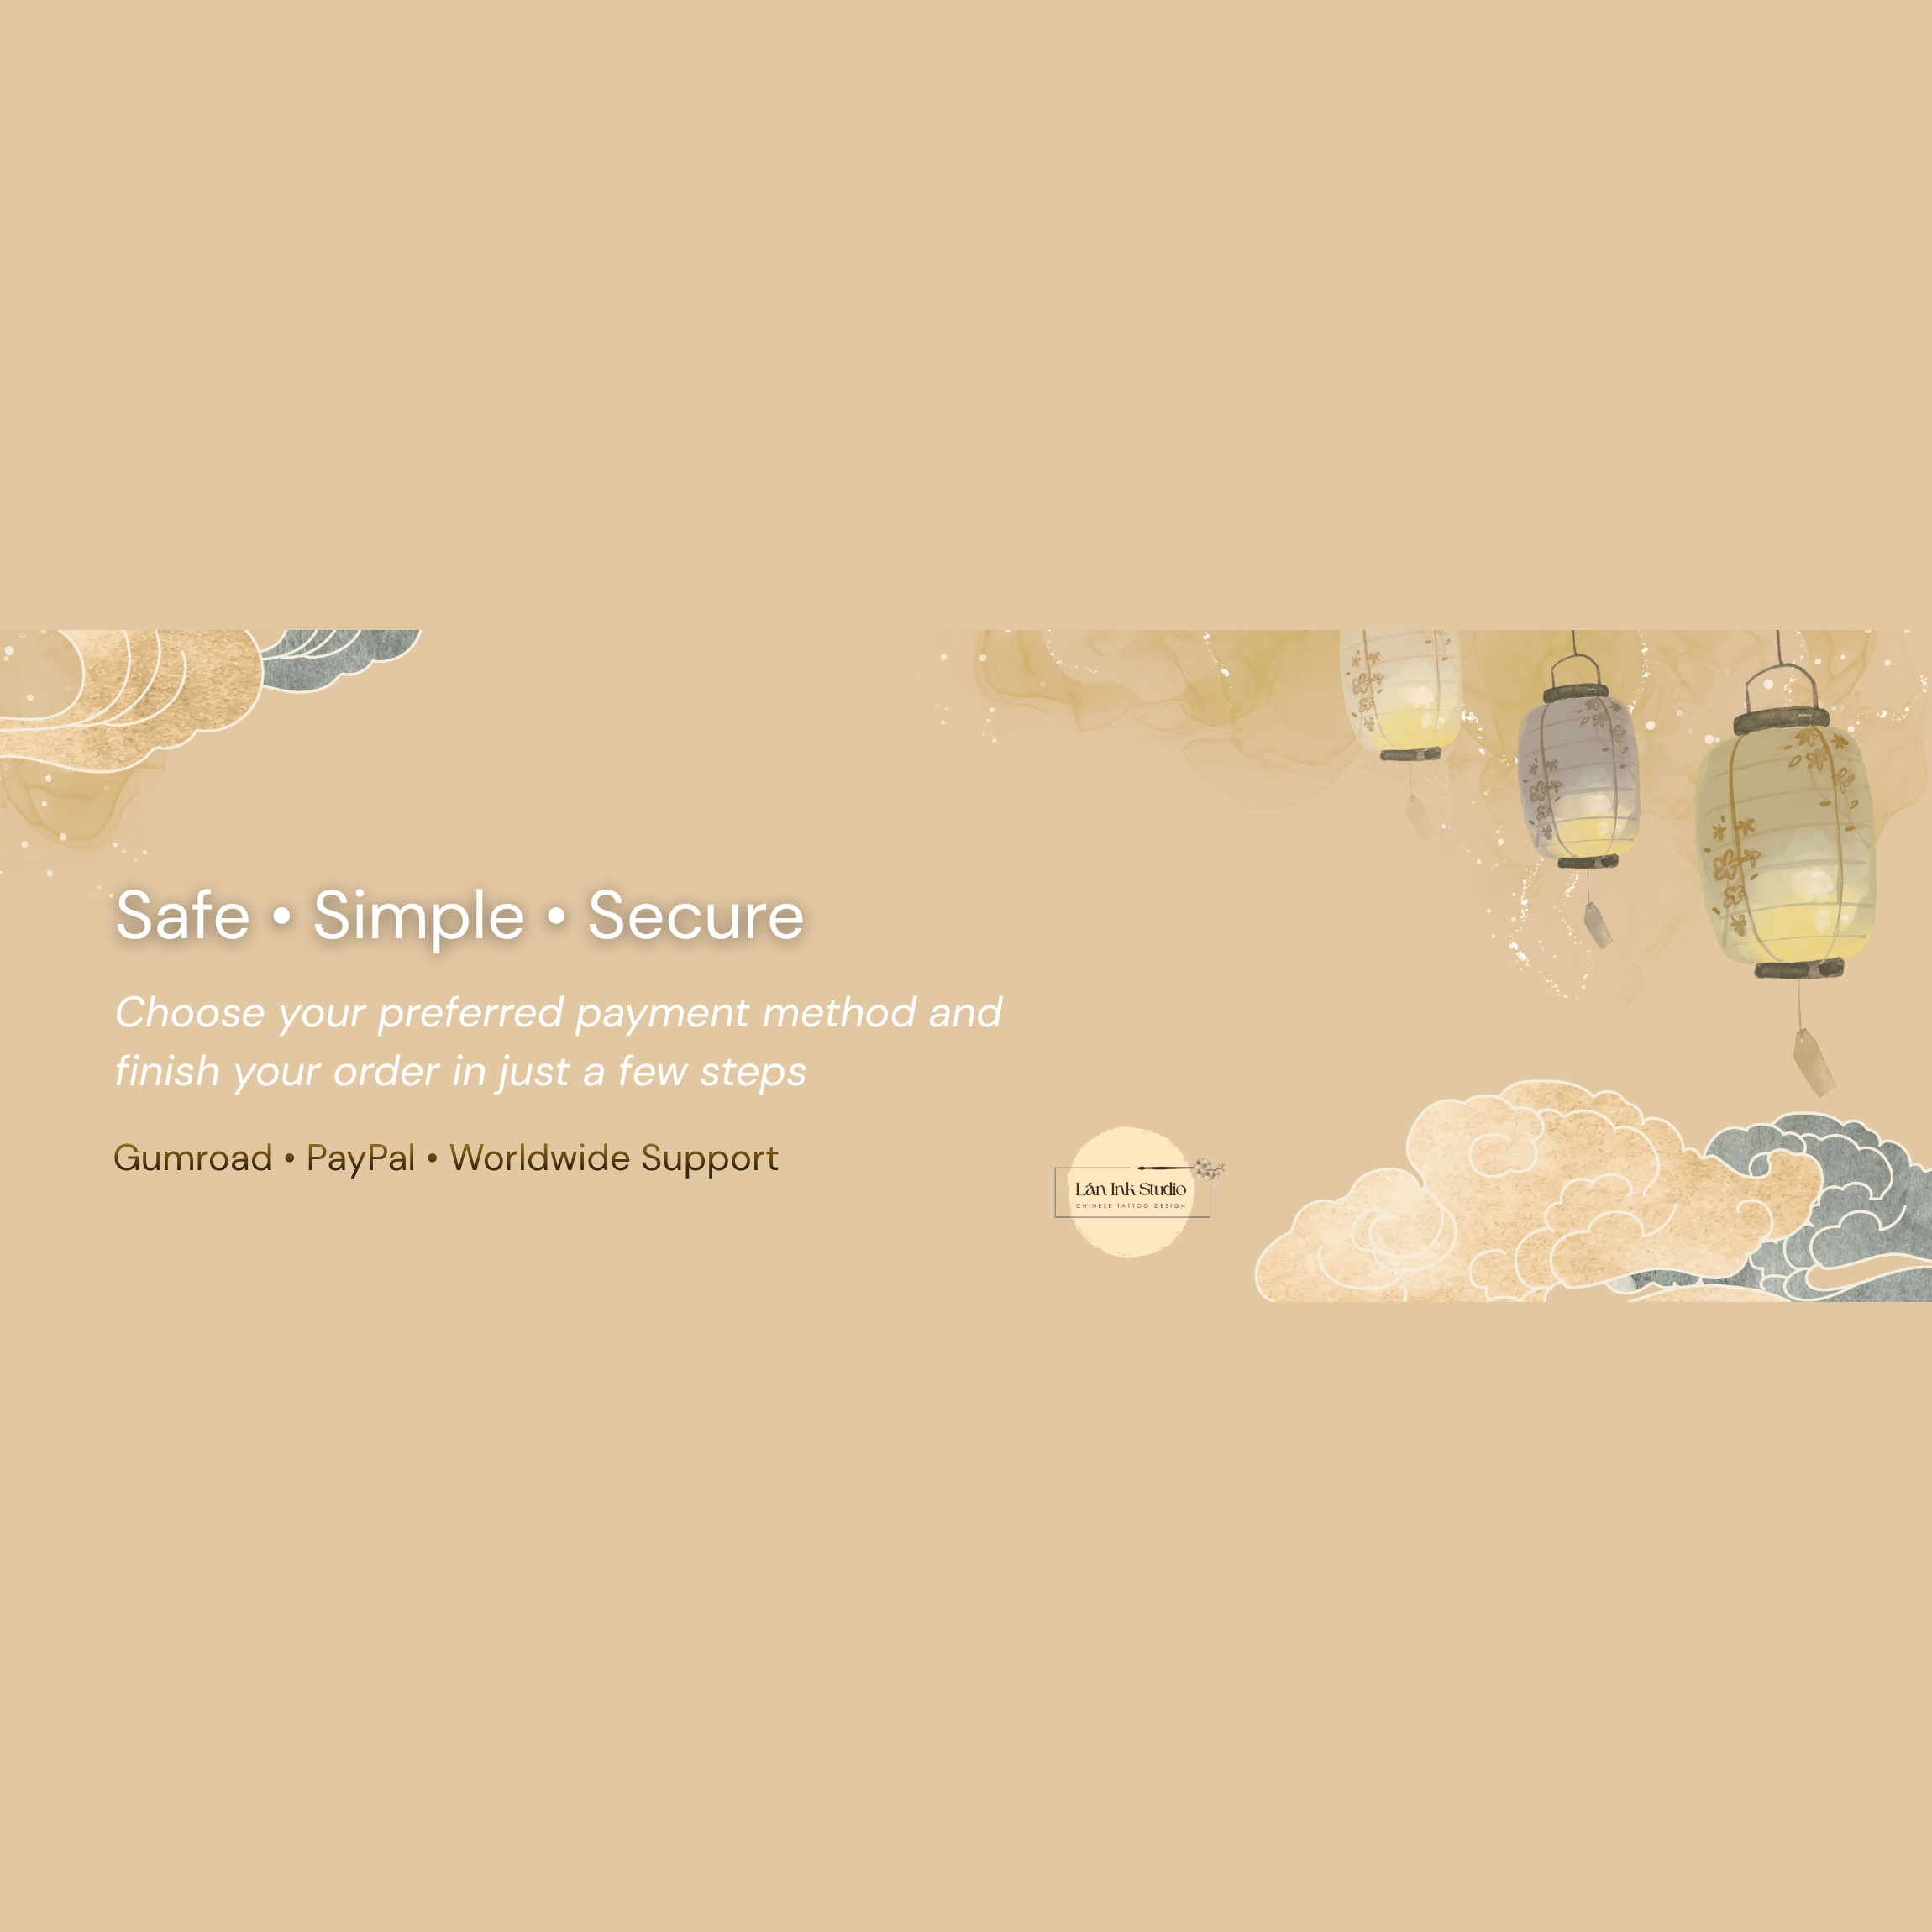 Safe • Simple • Secure
Choose your preferred payment method and
finish your order in just a few steps
Gumroad • PayPal • Worldwide Support
Lán Ink Studio
CHINESE TATTOO DESIGN